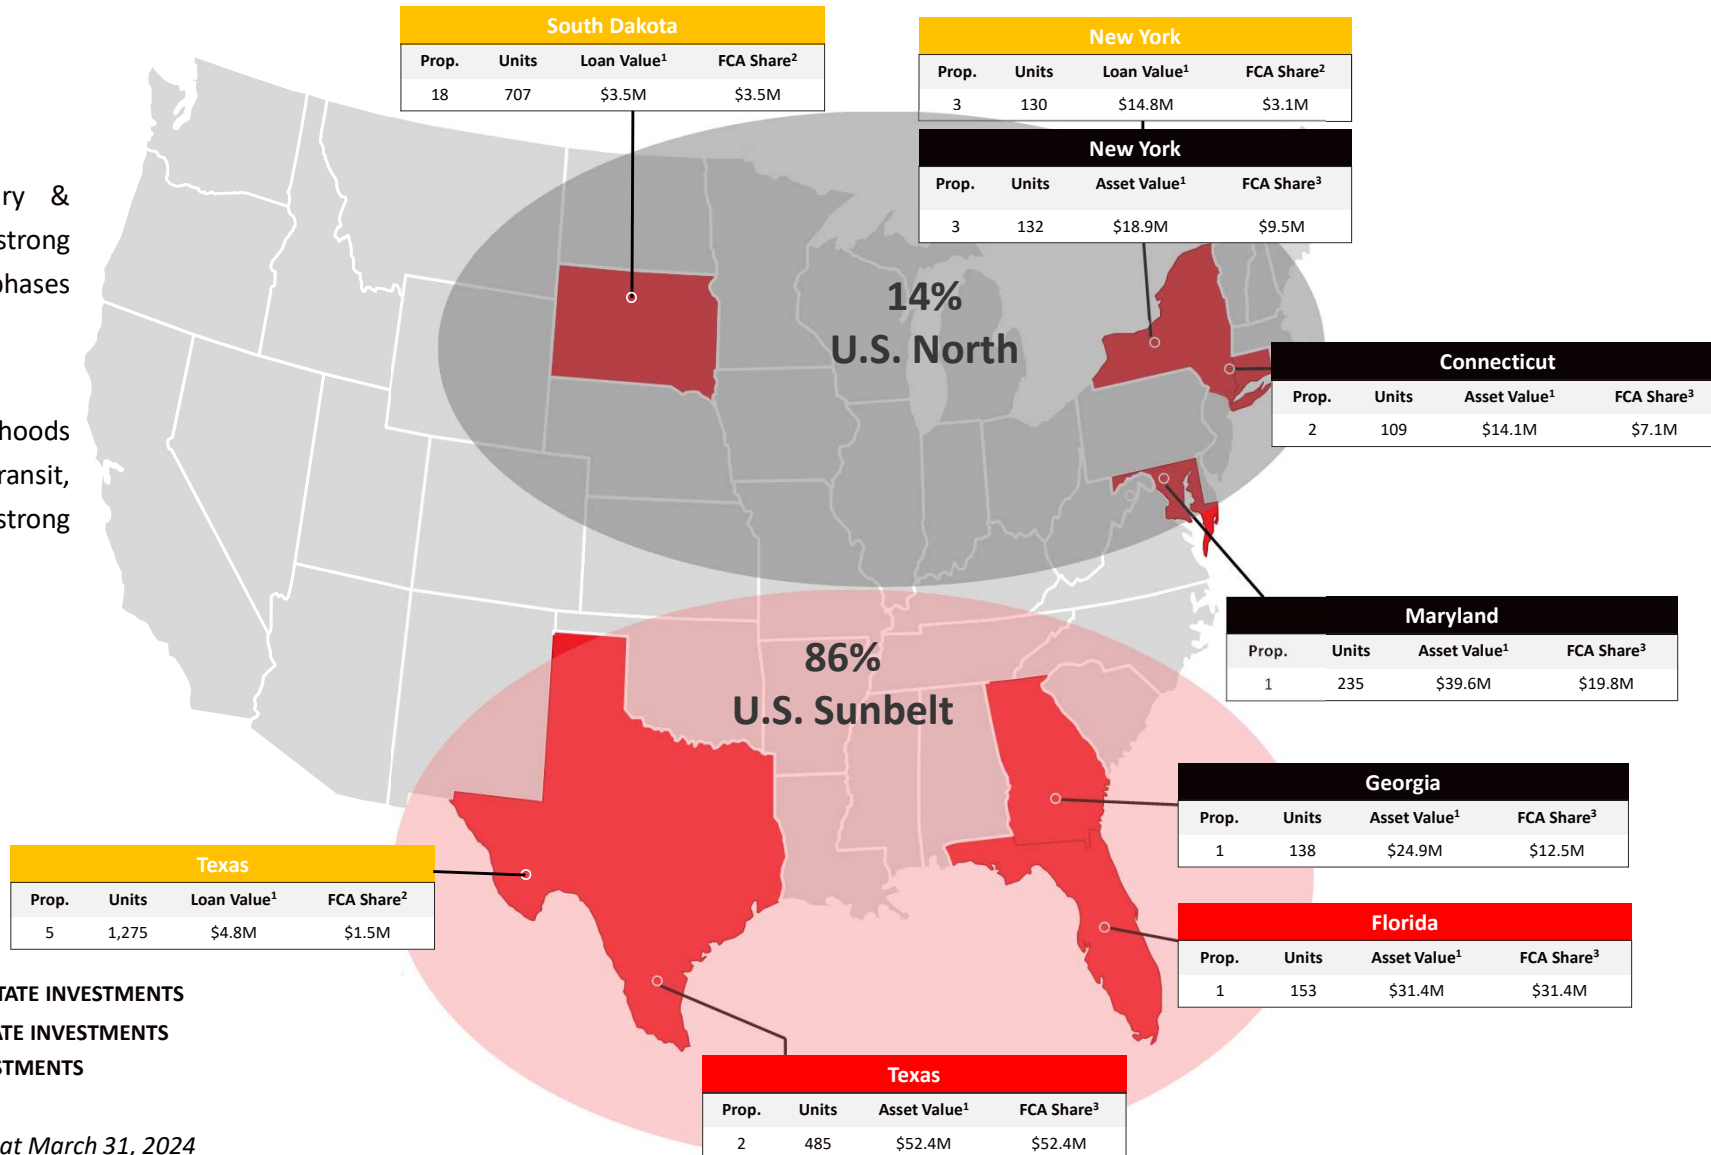 South Dakota
Prop. Units Loan Value¹ FCA Share²
18 707 $3.5M $3.5M
New York
Prop. Units Loan Value¹ FCA Share²
3 130 $14.8M $3.1M
New York
Prop. Units Asset Value¹ FCA Share³
3 132 $18.9M $9.5M
ry &
strong
phases
14%
U.S. North
Connecticut
Prop. Units Asset Value¹ FCA Share³
2 109 $14.1M $7.1M
hoods
ransit,
strong
Maryland
Prop. Units Asset Value¹ FCA Share³
1 235 $39.6M $19.8M
86%
U.S. Sunbelt
Georgia
Prop. Units Asset Value¹ FCA Share³
1 138 $24.9M $12.5M
Texas
Prop. Units Loan Value¹ FCA Share²
5 1,275 $4.8M $1.5M
Florida
Prop. Units Asset Value¹ FCA Share³
1 153 $31.4M $31.4M
TATE INVESTMENTS
ATE INVESTMENTS
STMENTS
Texas
Prop. Units Asset Value¹ FCA Share³
2 485 $52.4M $52.4M
at March 31, 2024